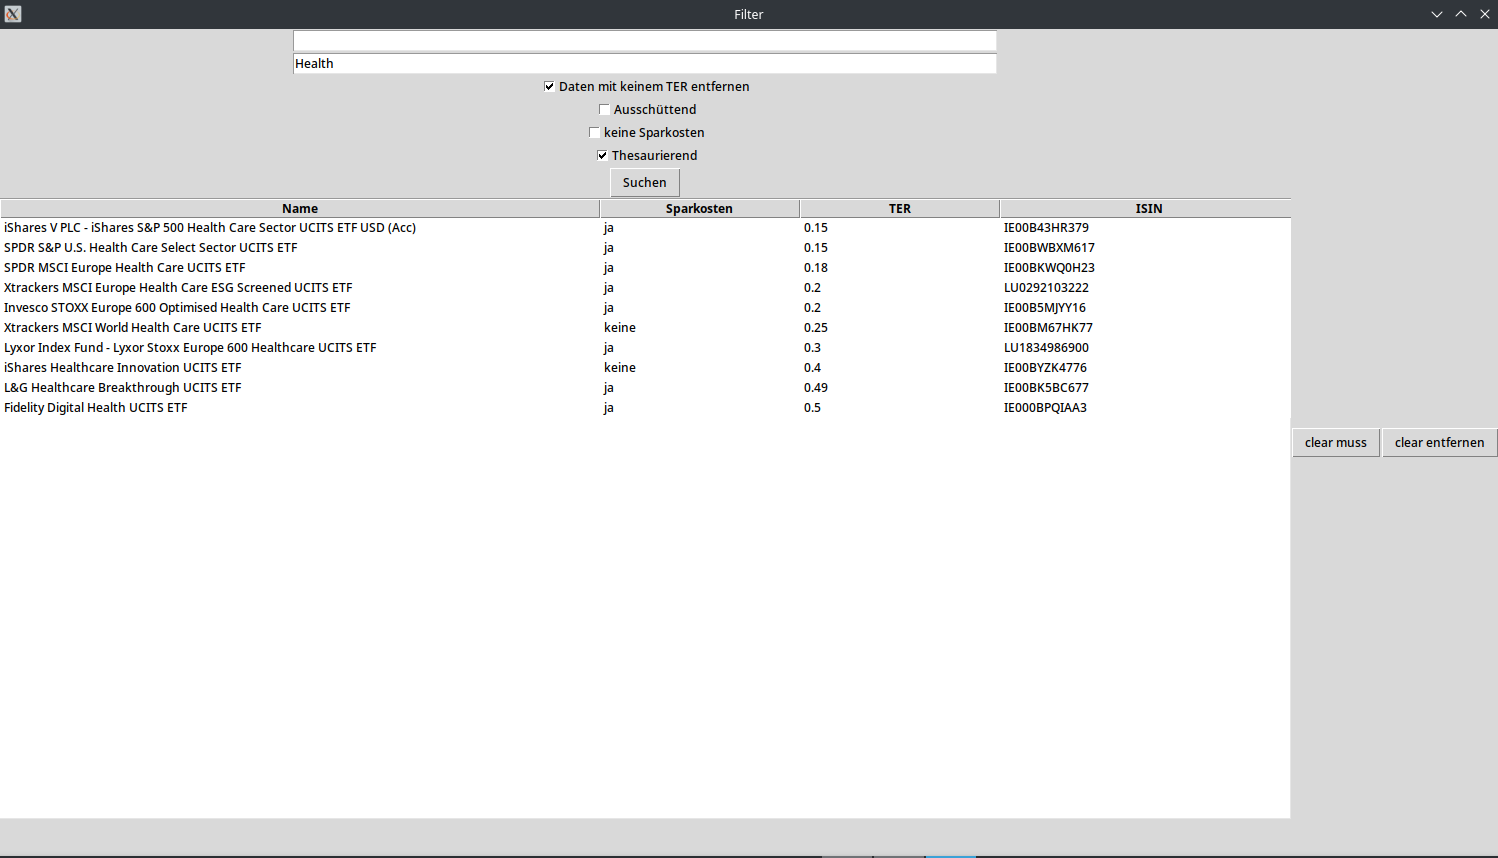 Filter
Health
Daten mit keinem TER entfernen
Ausschüttend
keine Sparkosten
Thesaurierend
Suchen
Name Sparkosten TER ISIN
iShares V PLC - iShares S&P 500 Health Care Sector UCITS ETF USD (Acc) ja 0.15 IE00B43HR379
SPDR S&P U.S. Health Care Select Sector UCITS ETF ja 0.15 IE00BWBXM617
SPDR MSCI Europe Health Care UCITS ETF ja 0.18 IE00BKWQ0H23
Xtrackers MSCI Europe Health Care ESG Screened UCITS ETF ja 0.2 LU0292103222
Invesco STOXX Europe 600 Optimised Health Care UCITS ETF ja 0.2 IE00B5MJYY16
Xtrackers MSCI World Health Care UCITS ETF keine 0.25 IE00BM67HK77
Lyxor Index Fund - Lyxor Stoxx Europe 600 Healthcare UCITS ETF ja 0.3 LU1834986900
iShares Healthcare Innovation UCITS ETF keine 0.4 IE00BYZK4776
L&G Healthcare Breakthrough UCITS ETF ja 0.49 IE00BK5BC677
Fidelity Digital Health UCITS ETF ja 0.5 IE000BPQIAA3
clear muss clear entfernen